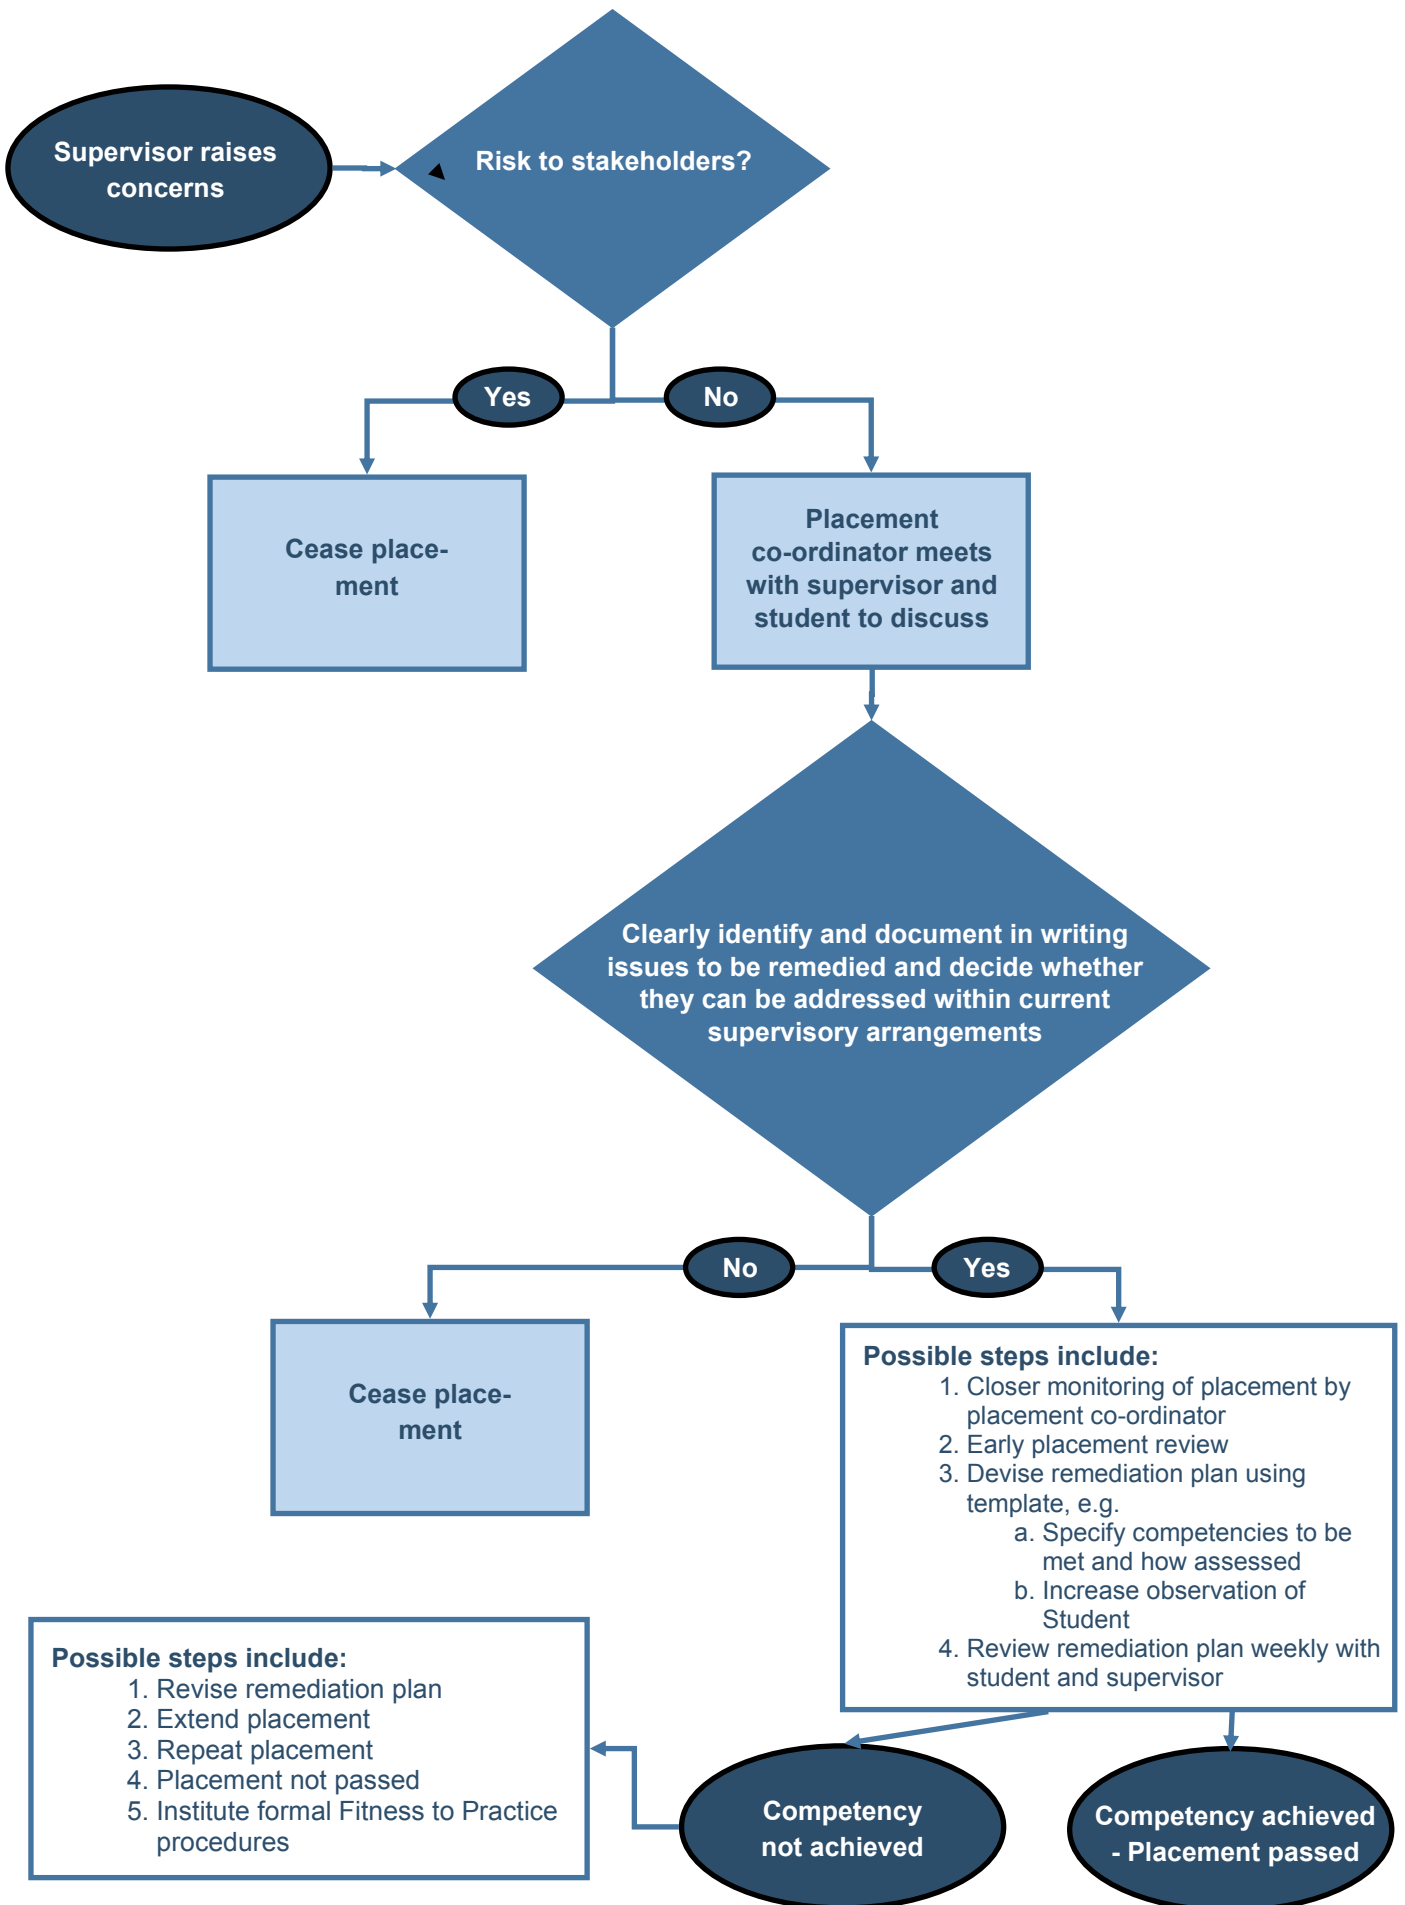 Supervisor raises
concerns
Risk to stakeholders?
Yes
No
Cease place-
ment
Placement
co-ordinator meets
with supervisor and
student to discuss
Clearly identify and document in writing
issues to be remedied and decide whether
they can be addressed within current
supervisory arrangements
No
Yes
Cease place-
ment
Possible steps include:
1. Closer monitoring of placement by
placement co-ordinator
2. Early placement review
3. Devise remediation plan using
template, e.g.
a. Specify competencies to be
met and how assessed
b. Increase observation of
Student
4. Review remediation plan weekly with
student and supervisor
Possible steps include:
1. Revise remediation plan
2. Extend placement
3. Repeat placement
4. Placement not passed
5. Institute formal Fitness to Practice
procedures
Competency
not achieved
Competency achieved
- Placement passed